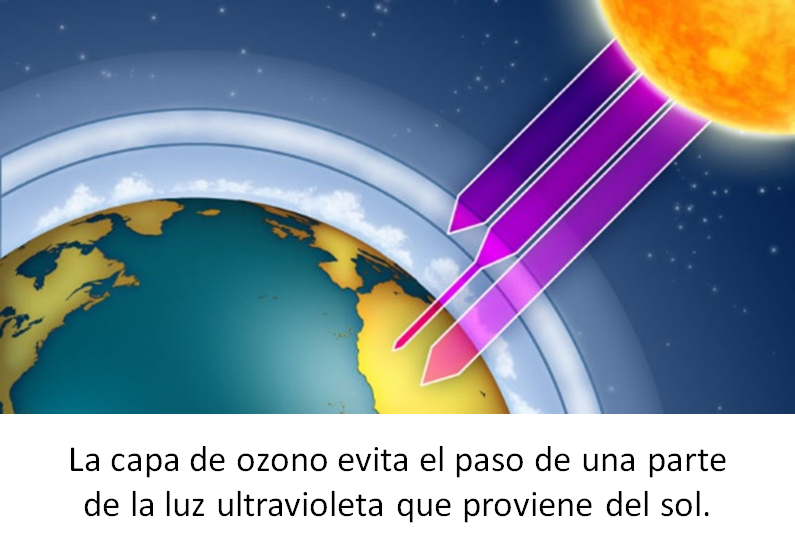 La capa de ozono evita el paso de una parte
de la luz ultravioleta que proviene del sol.